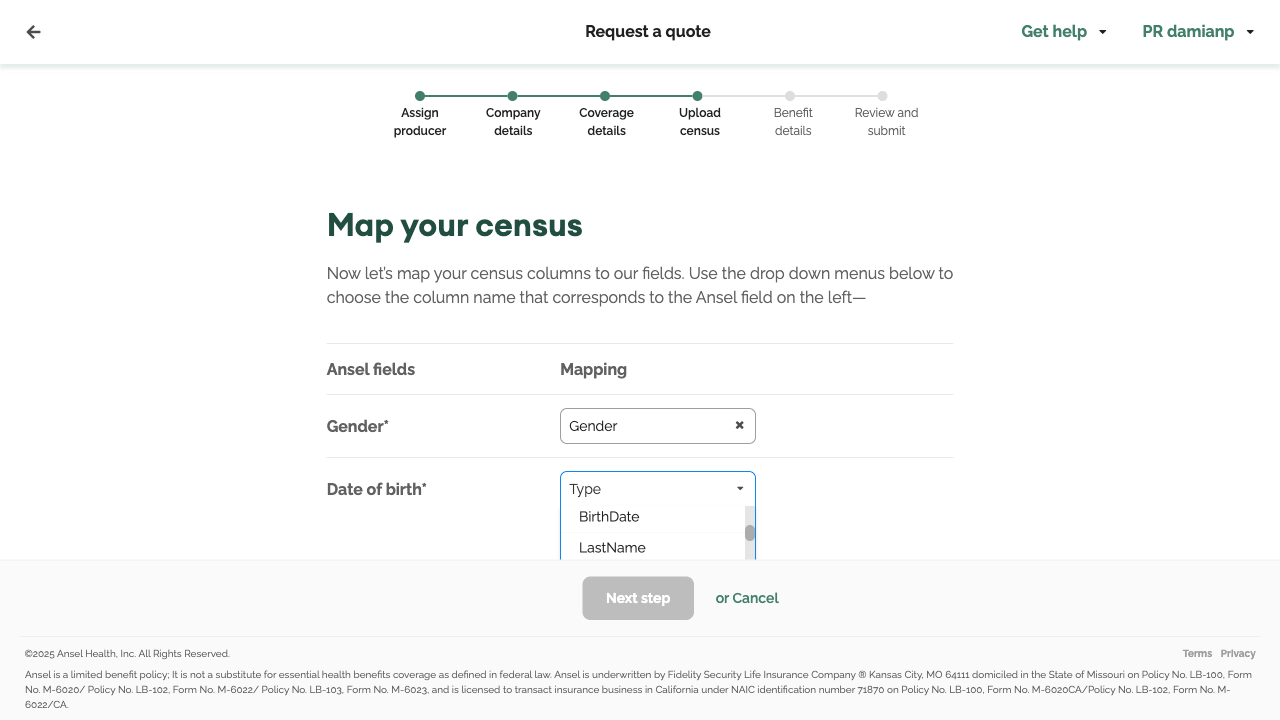 Request a quote
Get help
PR damianp
Assign producer
Company details
Coverage details
Upload census
Benefit details
Review and submit
Map your census
Now let's map your census columns to our fields. Use the drop down menus below to
choose the column name that corresponds to the Ansel field on the left—
Ansel fields
Mapping
Gender*
Gender
Date of birth*
Type
BirthDate
LastName
Next step
or Cancel
©2025 Ansel Health, Inc. All Rights Reserved.
Terms
Privacy
Ansel is a limited benefit policy; It is not a substitute for essential health benefits coverage as defined in federal law. Ansel is underwritten by Fidelity Security Life Insurance Company ® Kansas City, MO 64111 domiciled in the State of Missouri on Policy No. LB-100, Form
No. M-6020/ Policy No. LB-102, Form No. M-6022/ Policy No. LB-103, Form No. M-6023, and is licensed to transact insurance business in California under NAIC identification number 71870 on Policy No. LB-100, Form No. M-6020CA/Policy No. LB-102, Form No. M-
6022/CA.